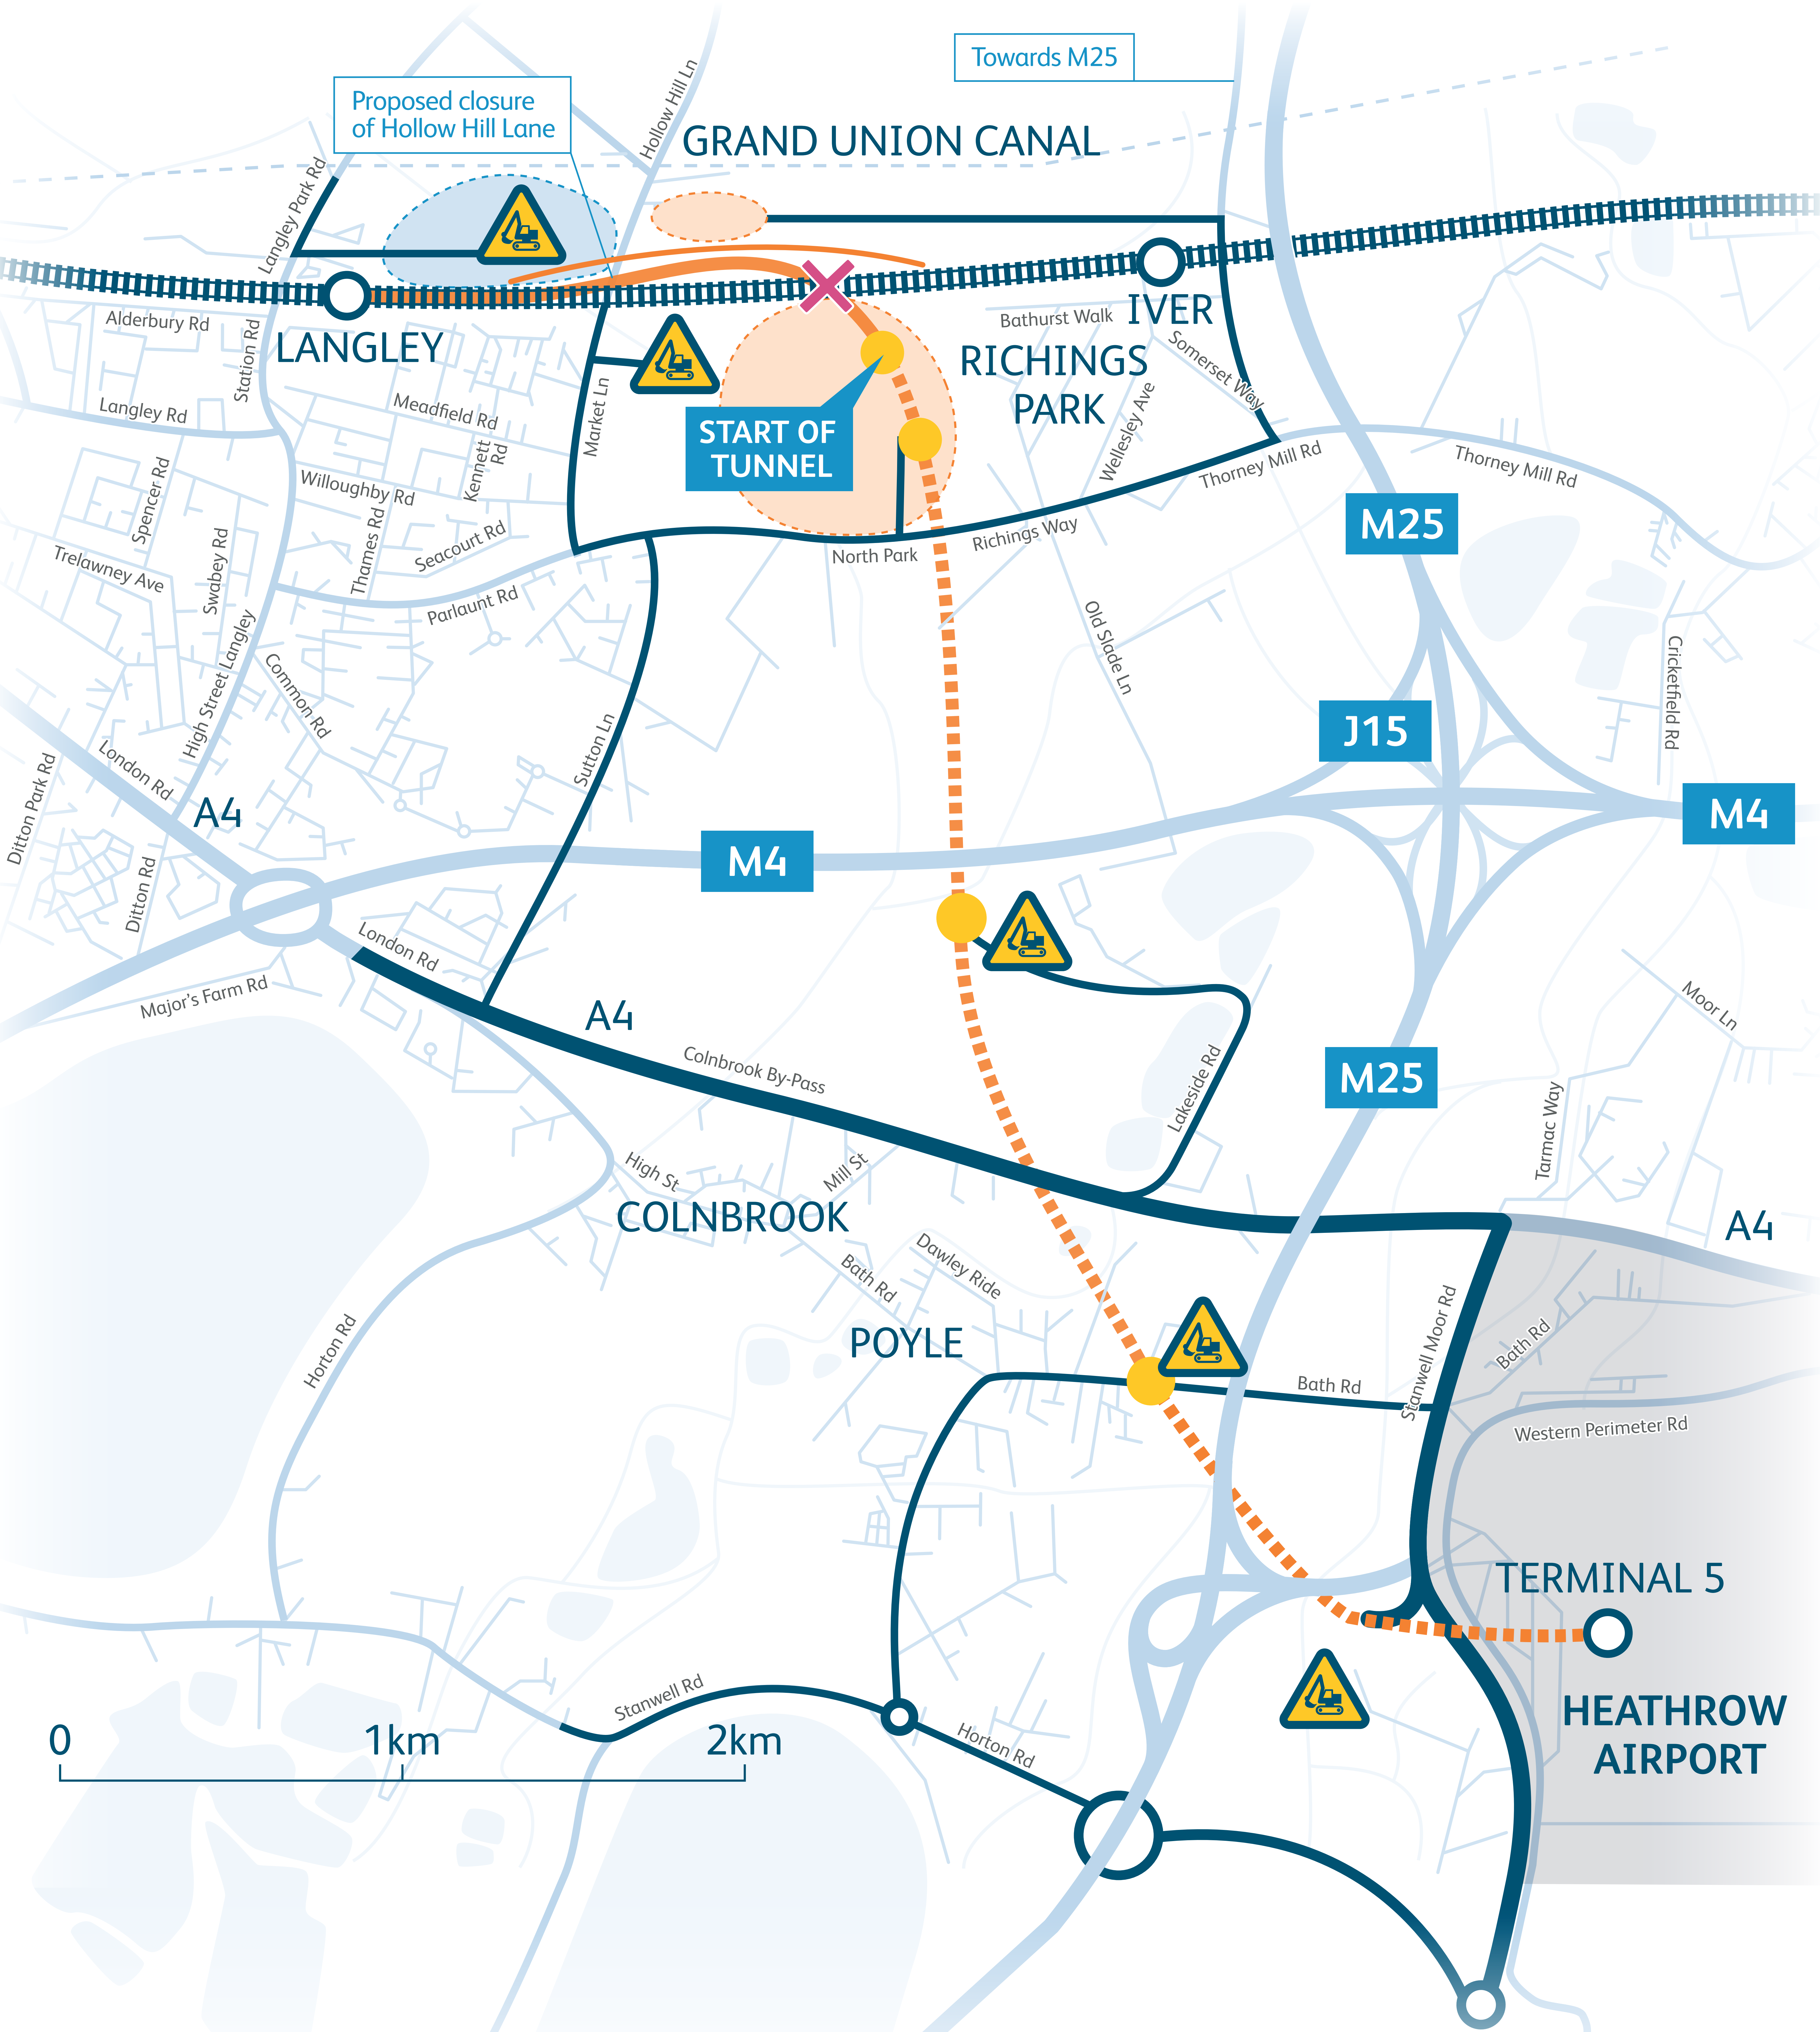 Towards M25
Proposed closure
of Hollow Hill Lane
Hollow Hill Ln
GRAND UNION CANAL
Langley Park Rd
Alderbury Rd
LANGLEY
Station Rd
Bathurst Walk
IVER
RICHINGS
PARK
Somerset Way
Langley Rd
Meadfield Rd
Kennett
Rd
Market Ln
START OF
TUNNEL
Wellesley Ave
Thorney Mill Rd
Thorney Mill Rd
Spencer Rd
Willoughby Rd
Thames Rd
Seacourt Rd
M25
Trelawney Ave
Swabey Rd
North Park
Richings Way
Parlaunt Rd
High Street Langley
Common Rd
Old Slade Ln
Cricketfield Rd
Sutton Ln
J15
London Rd
A4
Ditton Park Rd
M4
M4
Ditton Rd
London Rd
Major's Farm Rd
A4
Colnbrook By-Pass
Moor Ln
Lakeside Rd
M25
Tarmac Way
High St
Mill St
COLNBROOK
A4
Bath Rd
Dawley Ride
Horton Rd
POYLE
Bath Rd
Stanwell Moor Rd
Bath Rd
Western Perimeter Rd
TERMINAL 5
Stanwell Rd
HEATHROW
AIRPORT
0
1km
2km
Horton Rd